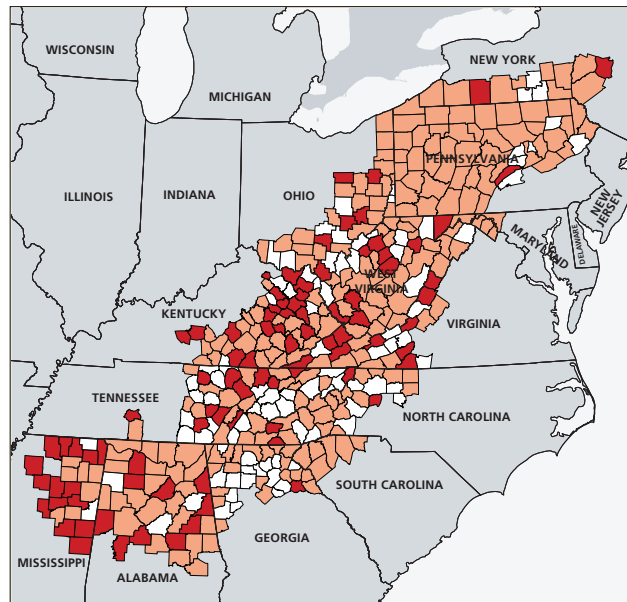 WISCONSIN
NEW YORK
MICHIGAN
PENNSYLVANIA
ILLINOIS
INDIANA
OHIO
NEW
JERSEY
MARYLAND
DELAWARE
WEST
VIRGINIA
KENTUCKY
VIRGINIA
TENNESSEE
NORTH CAROLINA
SOUTH CAROLINA
GEORGIA
MISSISSIPPI
ALABAMA